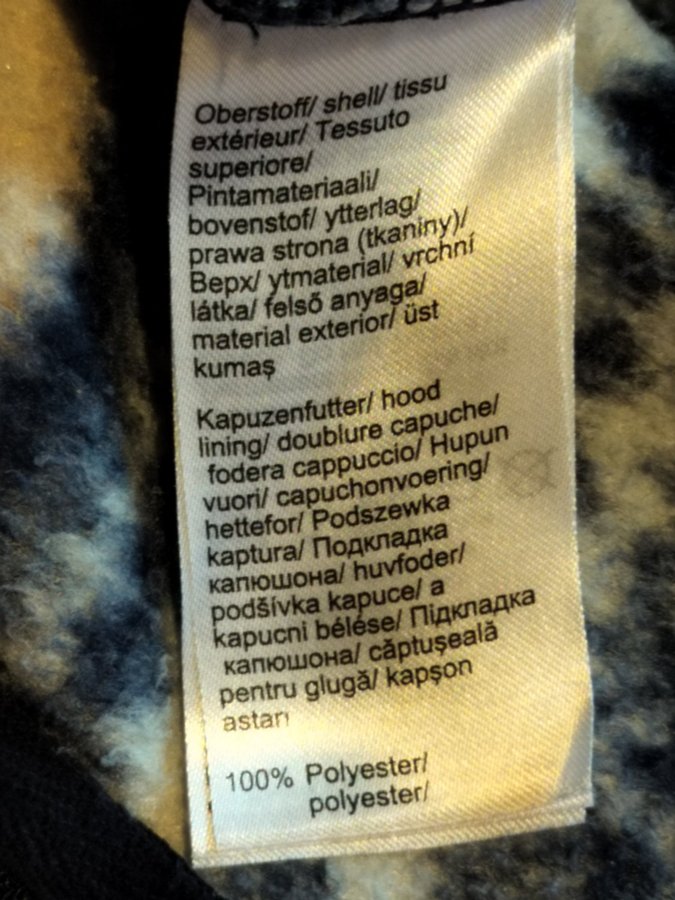 Oberstoff/ shell/ tissu
extérieur/ Tessuto
superiore/
Pintamateriaali/
bovenstof/ ytterlag/
prawa strona (tkaniny)/
Верх/ ytmaterial/ vrchní
látka/ felső anyaga/
material exterior/ üst
kumaş
Kapuzenfutter/ hood
lining/ doublure capuche/
fodera cappuccio/ Hupun
vuori/ capuchonvoering/
hettefor/ Podszewka
kaptura/ Подкладка
капюшона/ huvfoder/
podšívka kapuce/ a
kapucni bélése/ Підкладка
капюшона/ căptuşeală
pentru glugă/ kapşon
astarı
100% Polyester/
polyester/